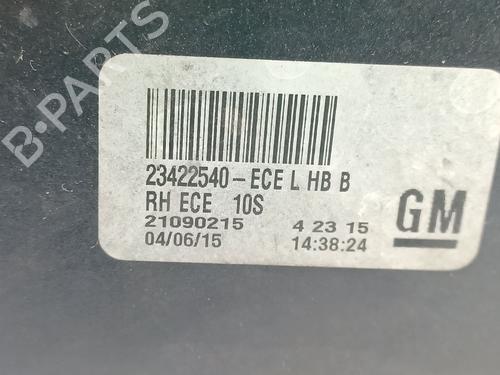 B-PARTS
23422540-ECE L HB B
RH ECE 10S
21090215 4 23 15
04/06/15 14:38:24
GM